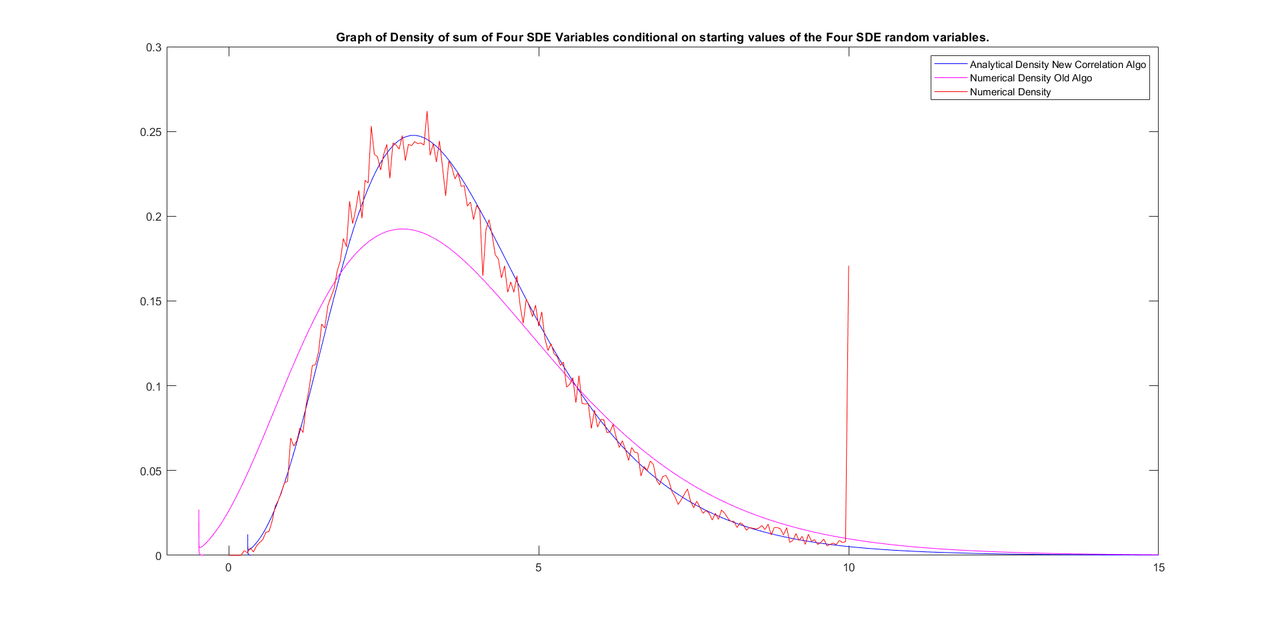 Graph of Density of sum of Four SDE Variables conditional on starting values of the Four SDE random variables.
Analytical Density New Correlation Algo
Numerical Density Old Algo
Numerical Density
0.3
0.25
0.2
0.15
0.1
0.05
0
0 5 10 15